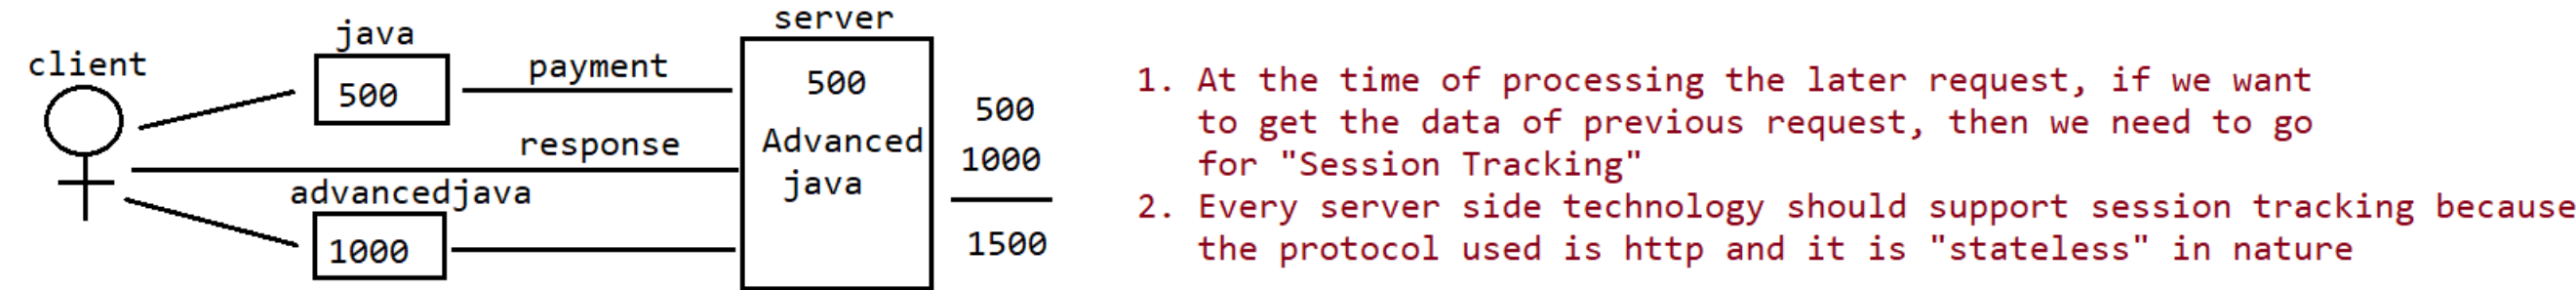 server
java
client
payment
500
500
500
Advanced
response
1000
java
advancedjava
1000
1500
1. At the time of processing the later request, if we want
to get the data of previous request, then we need to go
for "Session Tracking"
2. Every server side technology should support session tracking because
the protocol used is http and it is "stateless" in nature